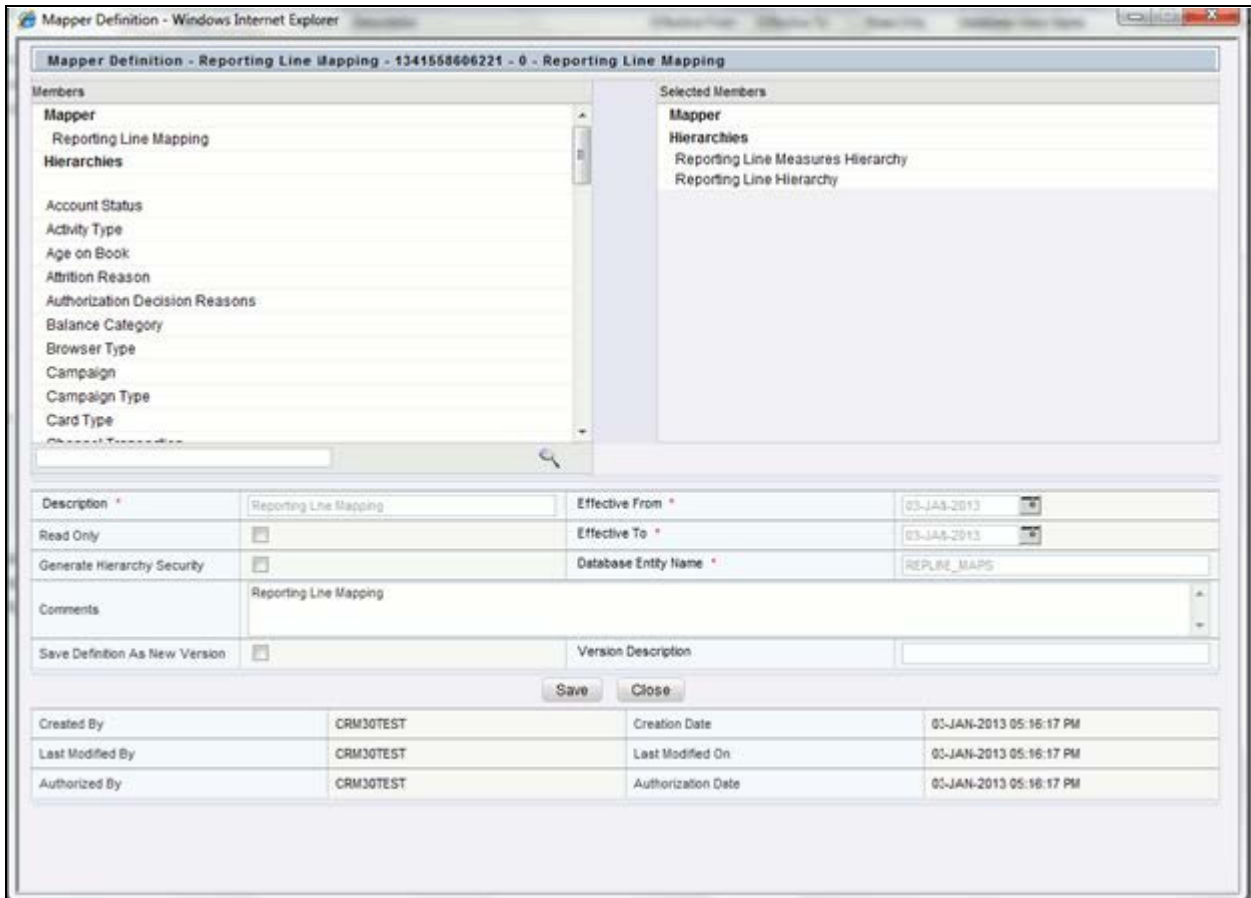 Mapper Definition - Windows Internet Explorer
Mapper Definition - Reporting Line Mapping - 1341558606221 - 0 - Reporting Line Mapping
Members
Mapper
Reporting Line Mapping
Hierarchies
Account Status
Activity Type
Age on Book
Attrition Reason
Authorization Decision Reasons
Balance Category
Browser Type
Campaign
Campaign Type
Card Type
Selected Members
Mapper
Hierarchies
Reporting Line Measures Hierarchy
Reporting Line Hierarchy
Description * Reporting Line Mapping Effective From * 03-JAN-2013
Read Only Effective To * 03-JAN-2013
Generate Hierarchy Security Database Entity Name * REPLINE_MAPS
Comments Reporting Line Mapping
Save Definition As New Version Version Description
Save Close
Created By CRM30TEST Creation Date 03-JAN-2013 05:16:17 PM
Last Modified By CRM30TEST Last Modified On 03-JAN-2013 05:16:17 PM
Authorized By CRM30TEST Authorization Date 03-JAN-2013 05:16:17 PM